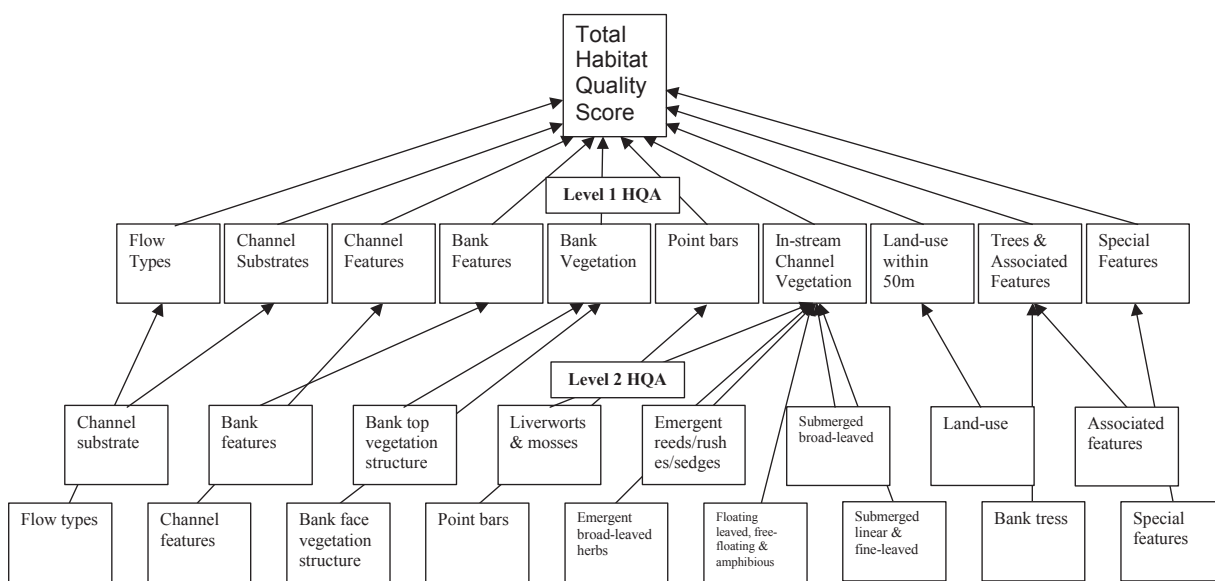 Total
Habitat
Quality
Score
Level 1 HQA
Flow
Types
Channel
Substrates
Channel
Features
Bank
Features
Bank
Vegetation
Point bars
In-stream
Channel
Vegetation
Land-use
within
50m
Trees &
Associated
Features
Special
Features
Level 2 HQA
Channel
substrate
Bank
features
Bank top
vegetation
structure
Liverworts
& mosses
Emergent
reeds/rush
es/sedges
Submerged
broad-leaved
Land-use
Associated
features
Flow types
Channel
features
Bank face
vegetation
structure
Point bars
Emergent
broad-leaved
herbs
Floating
leaved, free-
floating &
amphibious
Submerged
linear &
fine-leaved
Bank tress
Special
features